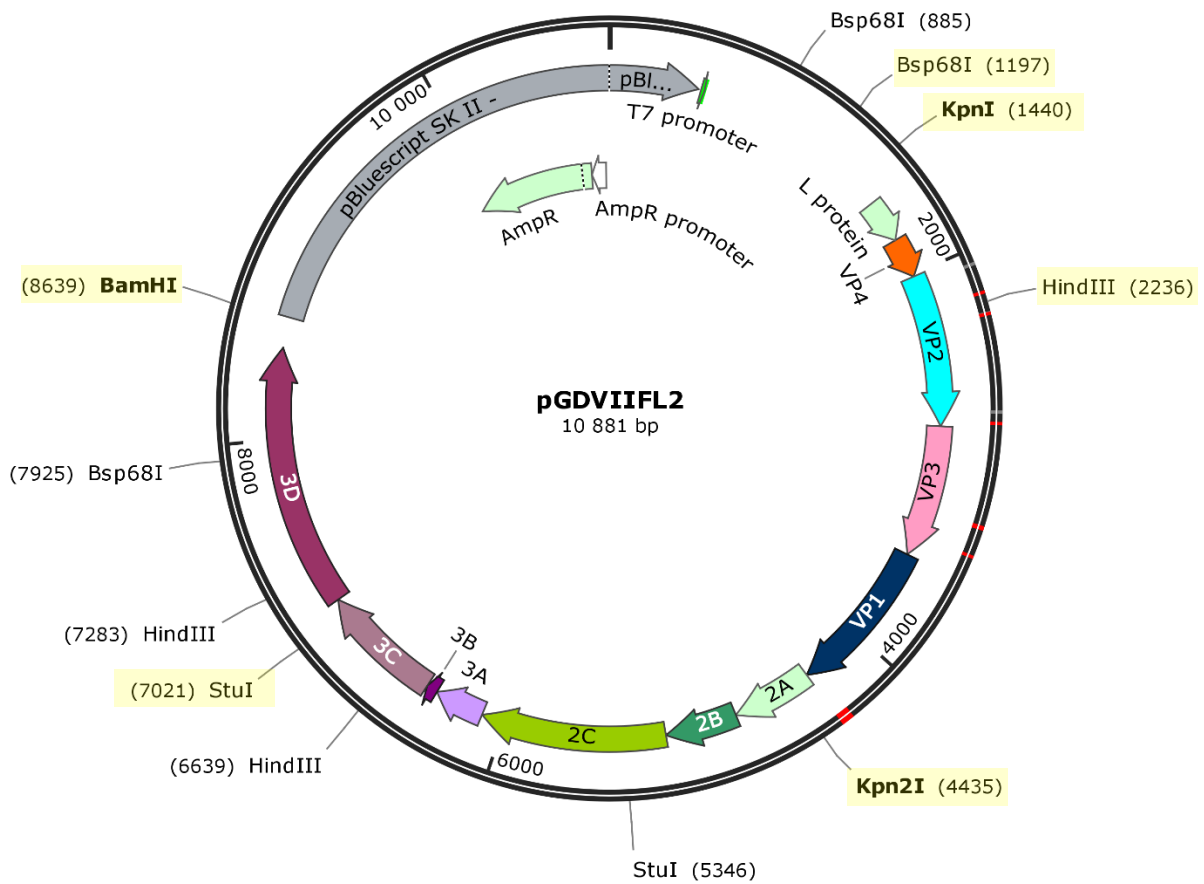 Bsp68I (885)
Bsp68I (1197)
KpnI (1440)
pBl...
T7 promoter
10 000
pBluescript SK II -
AmpR
AmpR promoter
L protein
VP4
2000
HindIII (2236)
(8639) BamHI
VP2
pGDVIIFL2
10 881 bp
VP3
(7925) Bsp68I
8000
3D
VP1
4000
(7283) HindIII
3C
3B
3A
2A
(7021) StuI
2B
2C
(6639) HindIII
6000
Kpn2I (4435)
StuI (5346)